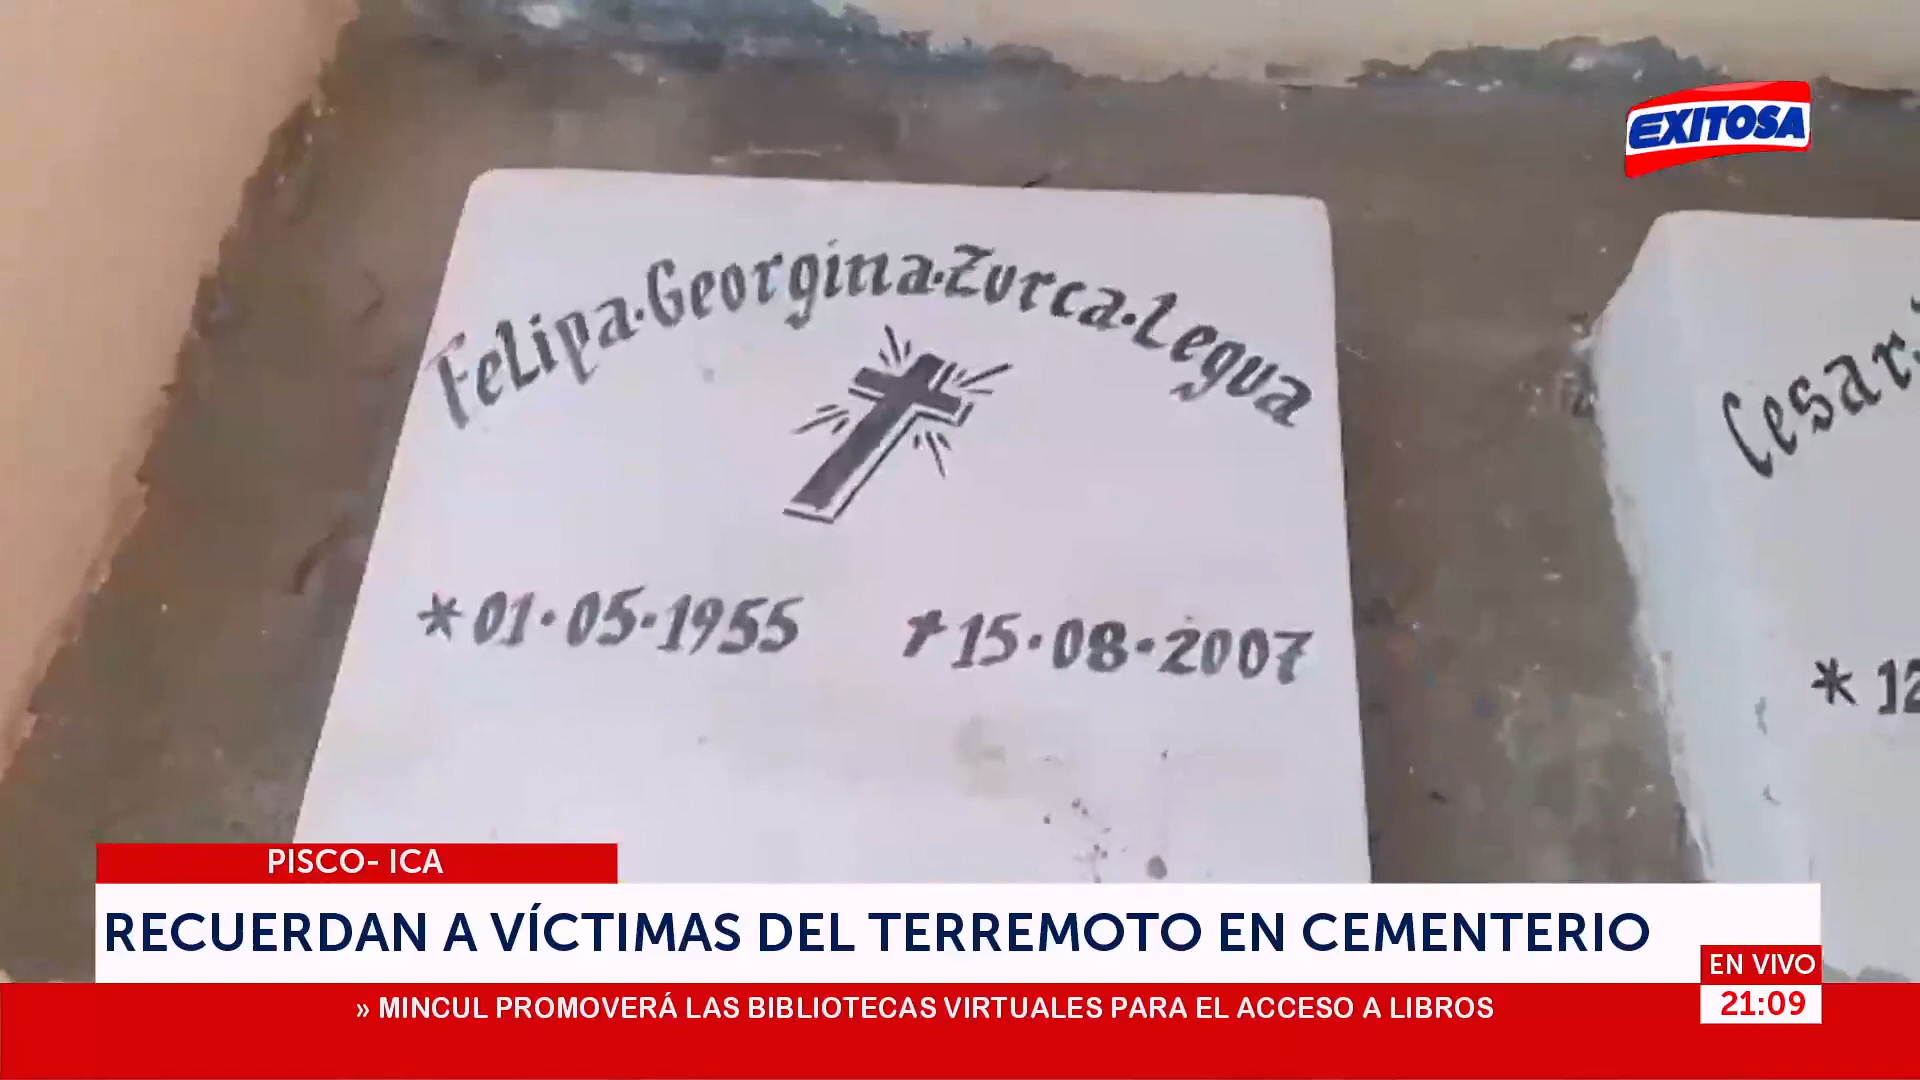 EXITOSA
Felipa·Georgina·Zurca·Legua
*01·05·1955 †15·08·2007
* 12
PISCO- ICA
RECUERDAN A VÍCTIMAS DEL TERREMOTO EN CEMENTERIO
EN VIVO
» MINCUL PROMOVERÁ LAS BIBLIOTECAS VIRTUALES PARA EL ACCESO A LIBROS
21:09